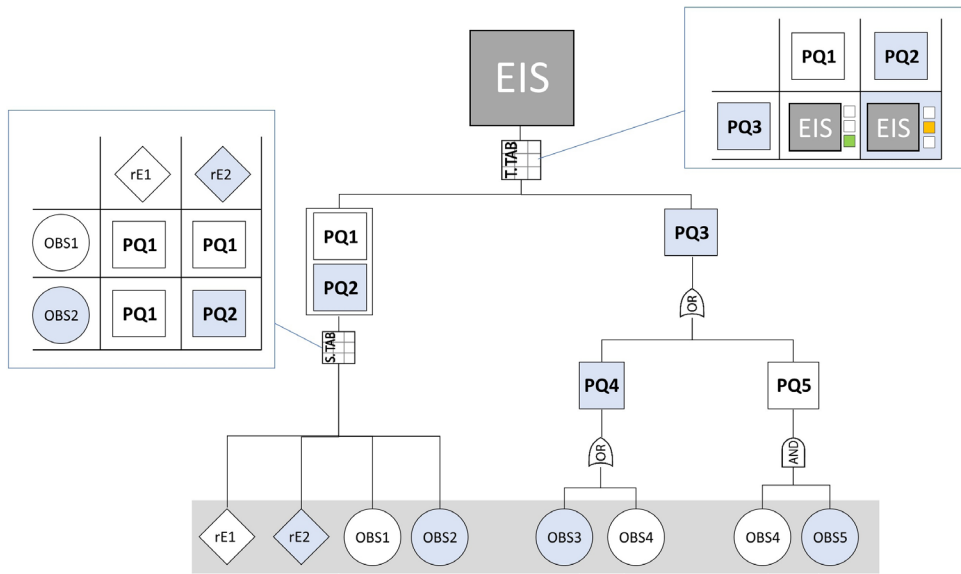 EIS
T. TAB
PQ1 PQ2
PQ3 EIS EIS
rE1 rE2
OBS1 PQ1 PQ1
OBS2 PQ1 PQ2
PQ1
PQ2
PQ3
S. TAB
OR
PQ4 PQ5
OR AND
rE1 rE2 OBS1 OBS2 OBS3 OBS4 OBS4 OBS5